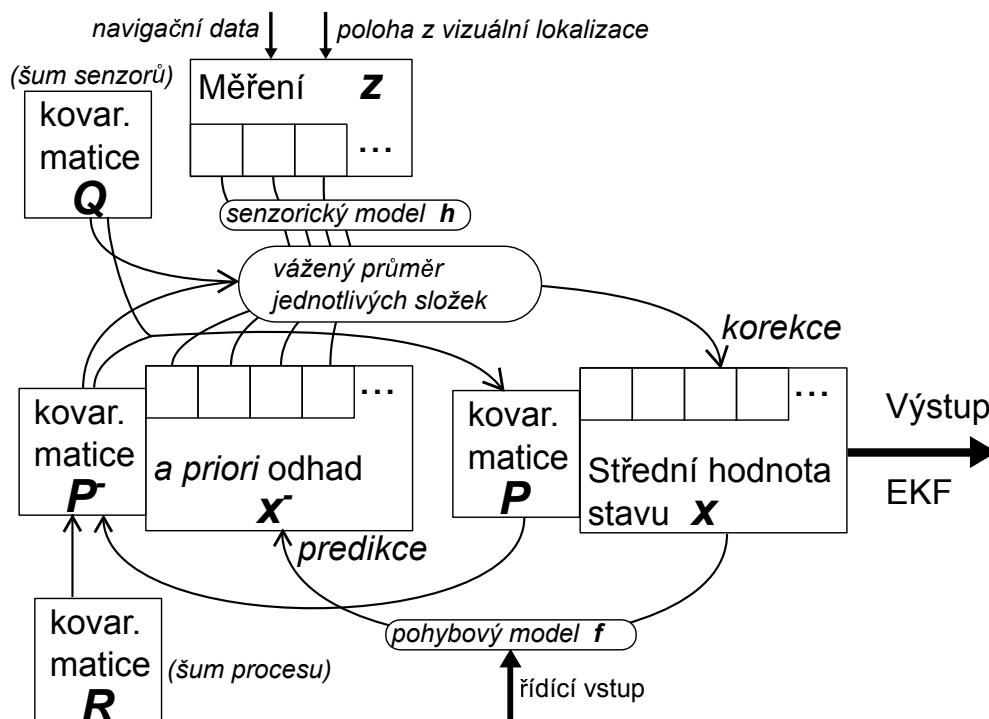 navigační data
poloha z vizuální lokalizace
(šum senzorů)
kovar.
matice
Q
Měření z
...
senzorický model h
vážený průměr
jednotlivých složek
korekce
kovar.
matice
P-
...
a priori odhad
x-
predikce
kovar.
matice
P
...
Střední hodnota
stavu x
Výstup
EKF
kovar.
matice
R
(šum procesu)
pohybový model f
řídící vstup